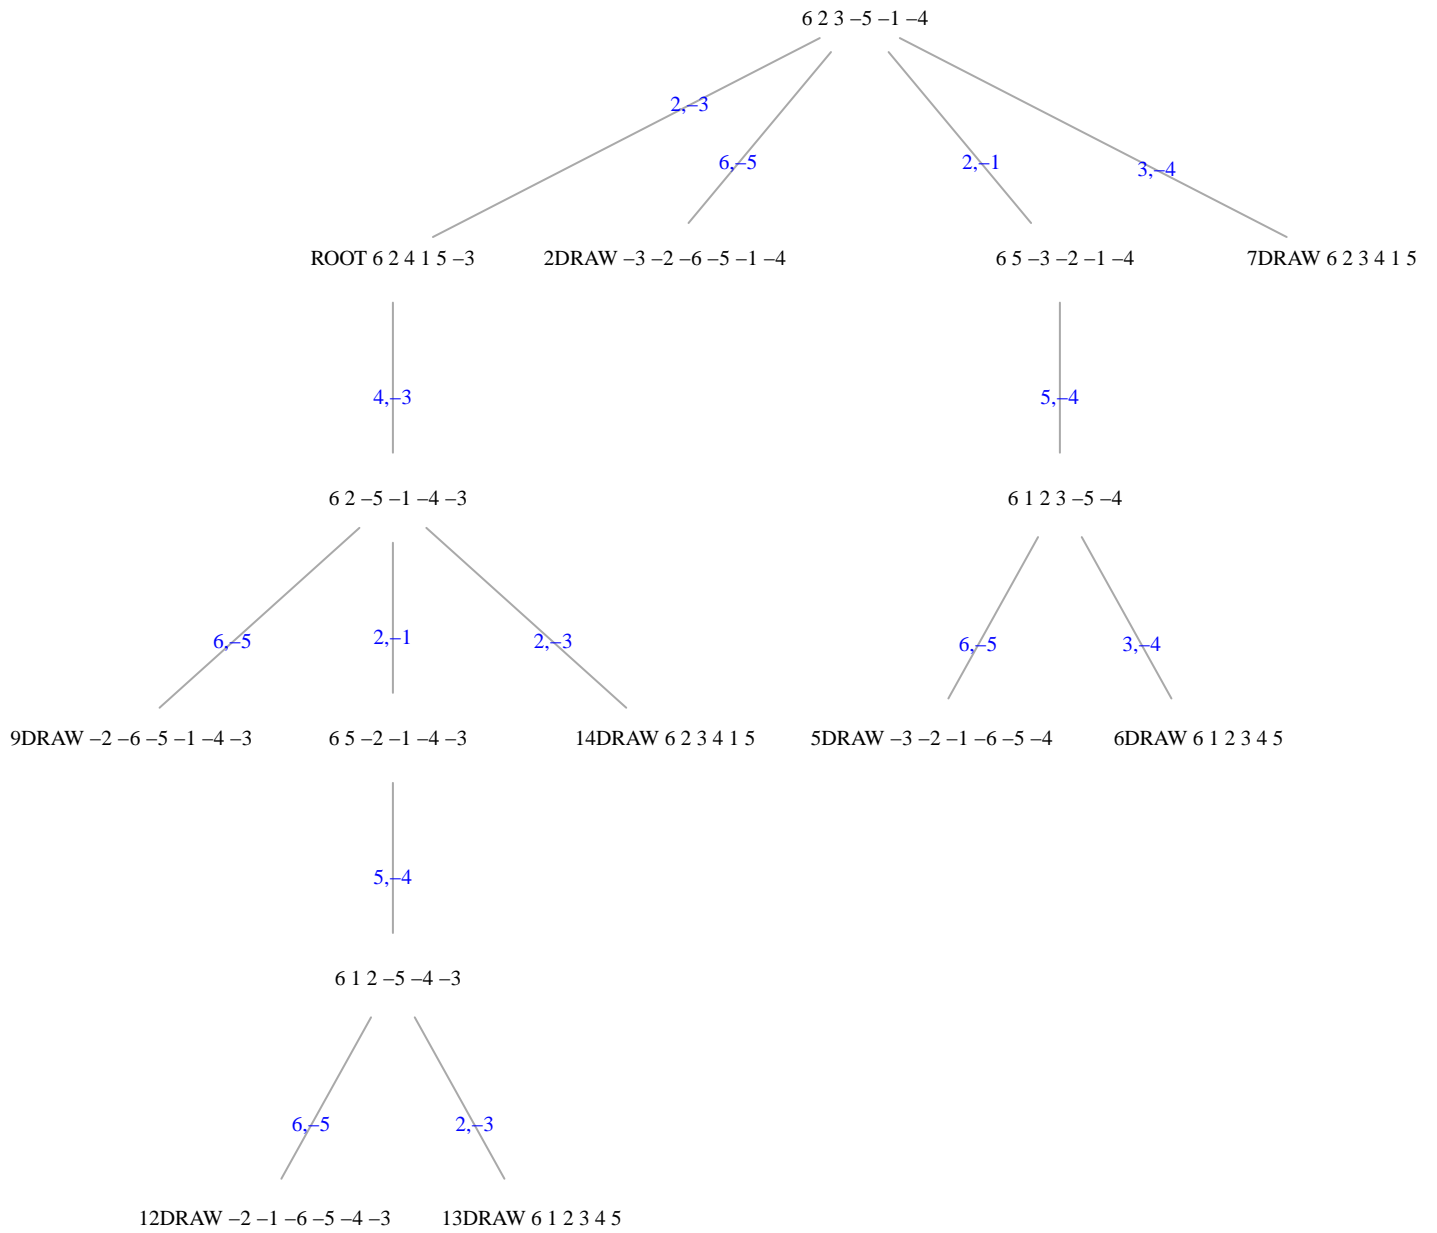 6 2 3 –5 –1 –4
2,–3
6,–5
2,–1
3,–4
ROOT 6 2 4 1 5 –3
2DRAW –3 –2 –6 –5 –1 –4
6 5 –3 –2 –1 –4
7DRAW 6 2 3 4 1 5
4,–3
5,–4
6 2 –5 –1 –4 –3
6 1 2 3 –5 –4
6,–5
2,–1
2,–3
6,–5
3,–4
9DRAW –2 –6 –5 –1 –4 –3
6 5 –2 –1 –4 –3
14DRAW 6 2 3 4 1 5
5DRAW –3 –2 –1 –6 –5 –4
6DRAW 6 1 2 3 4 5
5,–4
6 1 2 –5 –4 –3
6,–5
2,–3
12DRAW –2 –1 –6 –5 –4 –3
13DRAW 6 1 2 3 4 5